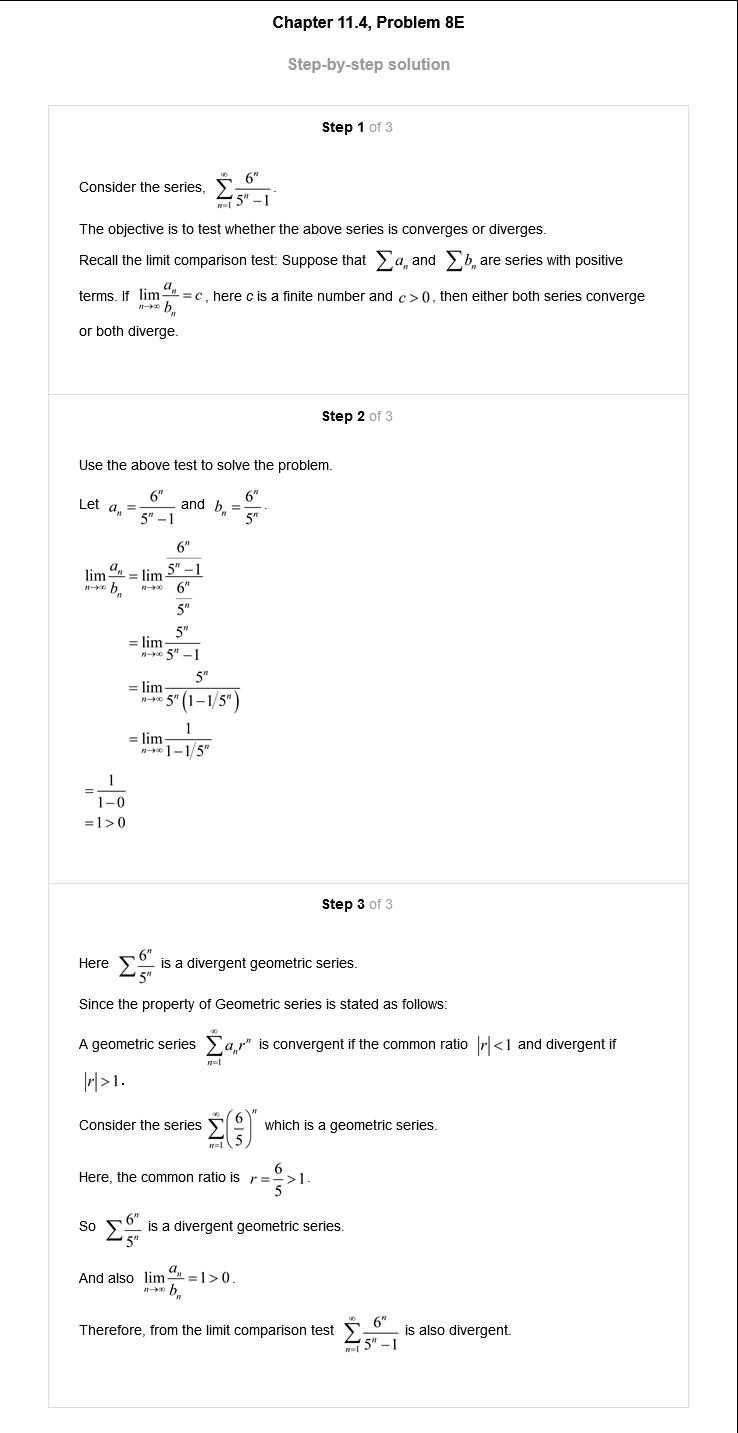 Chapter 11.4, Problem 8E
Step-by-step solution
Step 1 of 3
Consider the series, \sum_{n=1}^{\infty} \frac{6^n}{5^n - 1}.
The objective is to test whether the above series is converges or diverges.
Recall the limit comparison test: Suppose that \sum a_n and \sum b_n are series with positive
terms. If \lim_{n \to \infty} \frac{a_n}{b_n} = c, here c is a finite number and c > 0, then either both series converge
or both diverge.
Step 2 of 3
Use the above test to solve the problem.
Let a_n = \frac{6^n}{5^n - 1} and b_n = \frac{6^n}{5^n}.
\lim_{n \to \infty} \frac{a_n}{b_n} = \lim_{n \to \infty} \frac{\frac{6^n}{5^n - 1}}{\frac{6^n}{5^n}}
= \lim_{n \to \infty} \frac{5^n}{5^n - 1}
= \lim_{n \to \infty} \frac{5^n}{5^n (1 - 1/5^n)}
= \lim_{n \to \infty} \frac{1}{1 - 1/5^n}
= \frac{1}{1 - 0}
= 1 > 0
Step 3 of 3
Here \sum \frac{6^n}{5^n} is a divergent geometric series.
Since the property of Geometric series is stated as follows:
A geometric series \sum_{n=1}^{\infty} a_n r^n is convergent if the common ratio |r| < 1 and divergent if
|r| > 1.
Consider the series \sum_{n=1}^{\infty} \left( \frac{6}{5} \right)^n which is a geometric series.
Here, the common ratio is r = \frac{6}{5} > 1.
So \sum \frac{6^n}{5^n} is a divergent geometric series.
And also \lim_{n \to \infty} \frac{a_n}{b_n} = 1 > 0.
Therefore, from the limit comparison test \sum_{n=1}^{\infty} \frac{6^n}{5^n - 1} is also divergent.